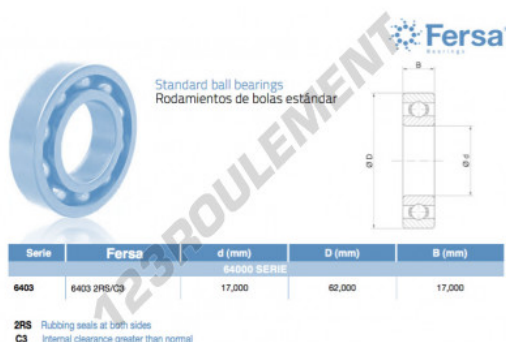 Fersa
Bearings
Standard ball bearings
Rodamientos de bolas estándar
B
Ø D
Ø d
123ROULEMENT
Serie Fersa d (mm) D (mm) B (mm)
64000 SERIE
6403 6403 2RS/C3 17,000 62,000 17,000
2RS Rubbing seals at both sides
C3 Internal clearance greater than normal